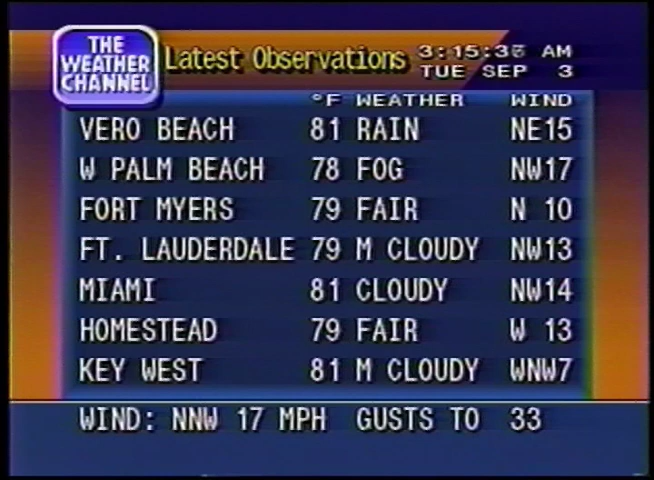 THE
WEATHER
CHANNEL
Latest Observations
AM
TUE SEP 3
°F WEATHER WIND
VERO BEACH 81 RAIN NE15
W PALM BEACH 78 FOG NW17
FORT MYERS 79 FAIR N 10
FT. LAUDERDALE 79 M CLOUDY NW13
MIAMI 81 CLOUDY NW14
HOMESTEAD 79 FAIR W 13
KEY WEST 81 M CLOUDY WNW7
WIND: NNW 17 MPH GUSTS TO 33